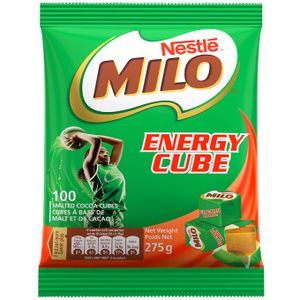 Nestlé
MILO
ENERGY
CUBE
100
MALTED COCOA CUBES
CUBES À BASE DE
MALT ET DE CACAO
Net Weight
Poids Net
275g
MILO